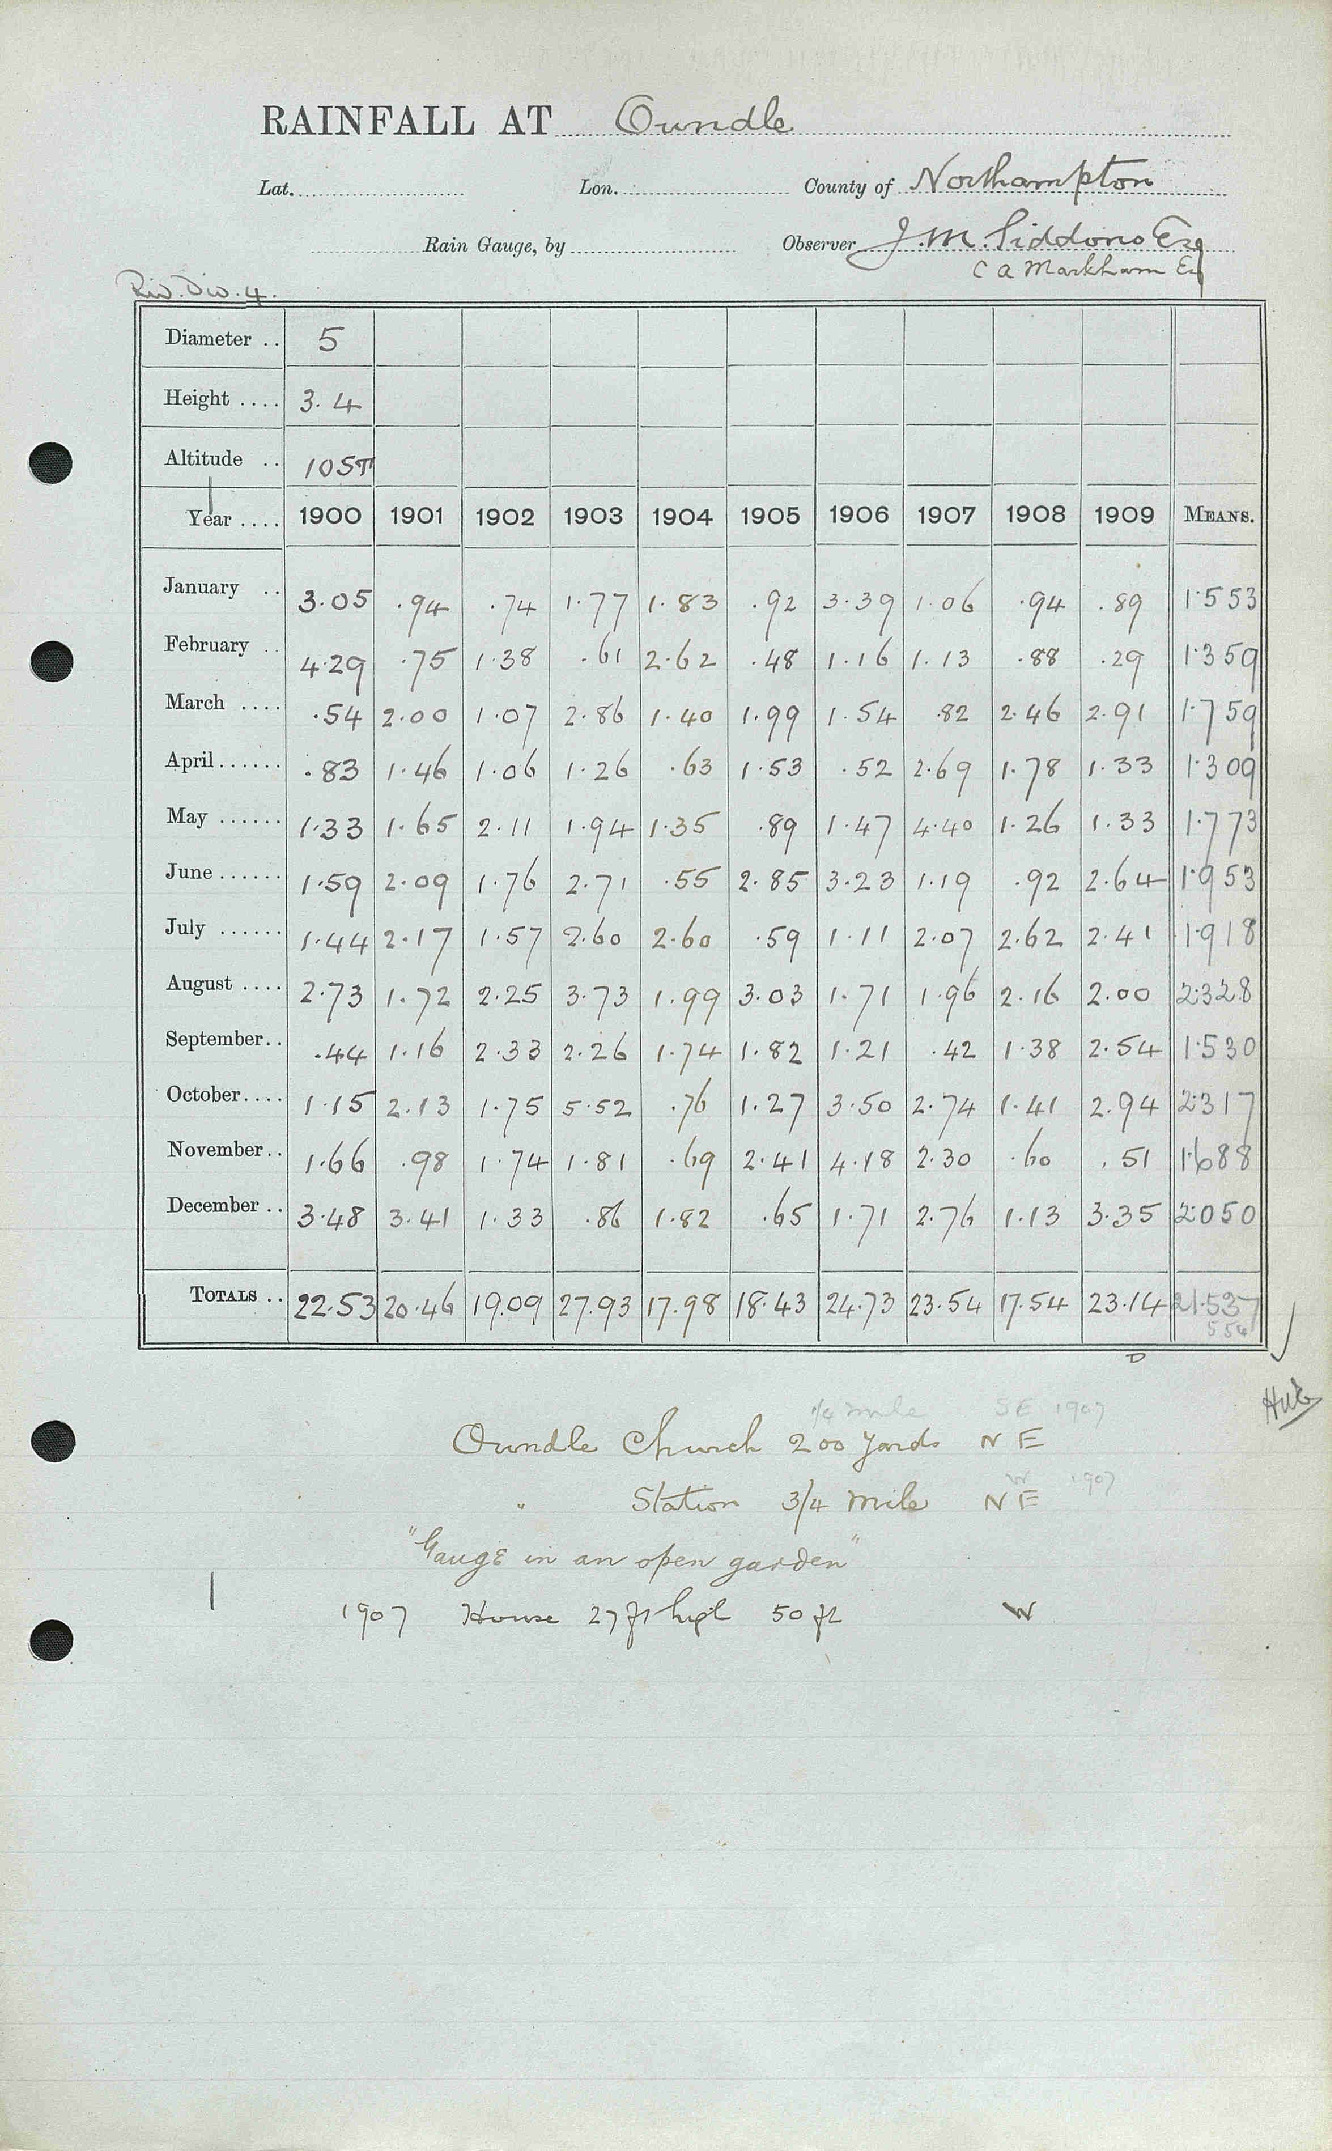 RAINFALL AT Oundle
Lat. Lon. County of Northampton
Rain Gauge, by Observer J.M. Siddons Esq
C A Markham Esq
Riv. Div. 4.
Diameter .. 5
Height .... 3.4
Altitude .. 105T
Year .... 1900 1901 1902 1903 1904 1905 1906 1907 1908 1909 MEANS.
January .. 3.05 .94 .74 1.77 1.83 .92 3.39 1.06 .94 .89 1.553
February .. 4.29 .75 1.38 .61 2.62 .48 1.16 1.13 .88 .29 1.359
March .... .54 2.00 1.07 2.86 1.40 1.99 1.54 .82 2.46 2.91 1.759
April...... .83 1.46 1.06 1.26 .63 1.53 .52 2.69 1.78 1.33 1.309
May ...... 1.33 1.65 2.11 1.94 1.35 .89 1.47 4.40 1.26 1.33 1.773
June...... 1.59 2.09 1.76 2.71 .55 2.85 3.23 1.19 .92 2.64 1.953
July ...... 1.44 2.17 1.57 2.60 2.60 .59 1.11 2.07 2.62 2.41 1.918
August .... 2.73 1.72 2.25 3.73 1.99 3.03 1.71 1.96 2.16 2.00 2.328
September.. .44 1.16 2.33 2.26 1.74 1.82 1.21 .42 1.38 2.54 1.530
October.... 1.15 2.13 1.75 5.52 .76 1.27 3.50 2.74 1.41 2.94 2.317
November.. 1.66 .98 1.74 1.81 .69 2.41 4.18 2.30 .60 .51 1.688
December .. 3.48 3.41 1.33 .86 1.82 .65 1.71 2.76 1.13 3.35 2.050
TOTALS .. 22.53 20.46 19.09 27.93 17.98 18.43 24.73 23.54 17.54 23.14 21.537
554
D
1/4 mile SE 1907
Oundle Church 200 yards N E
W 1907
" Station 3/4 mile N E
"Gauge in an open garden"
1907 House 27 ft high 50 ft W